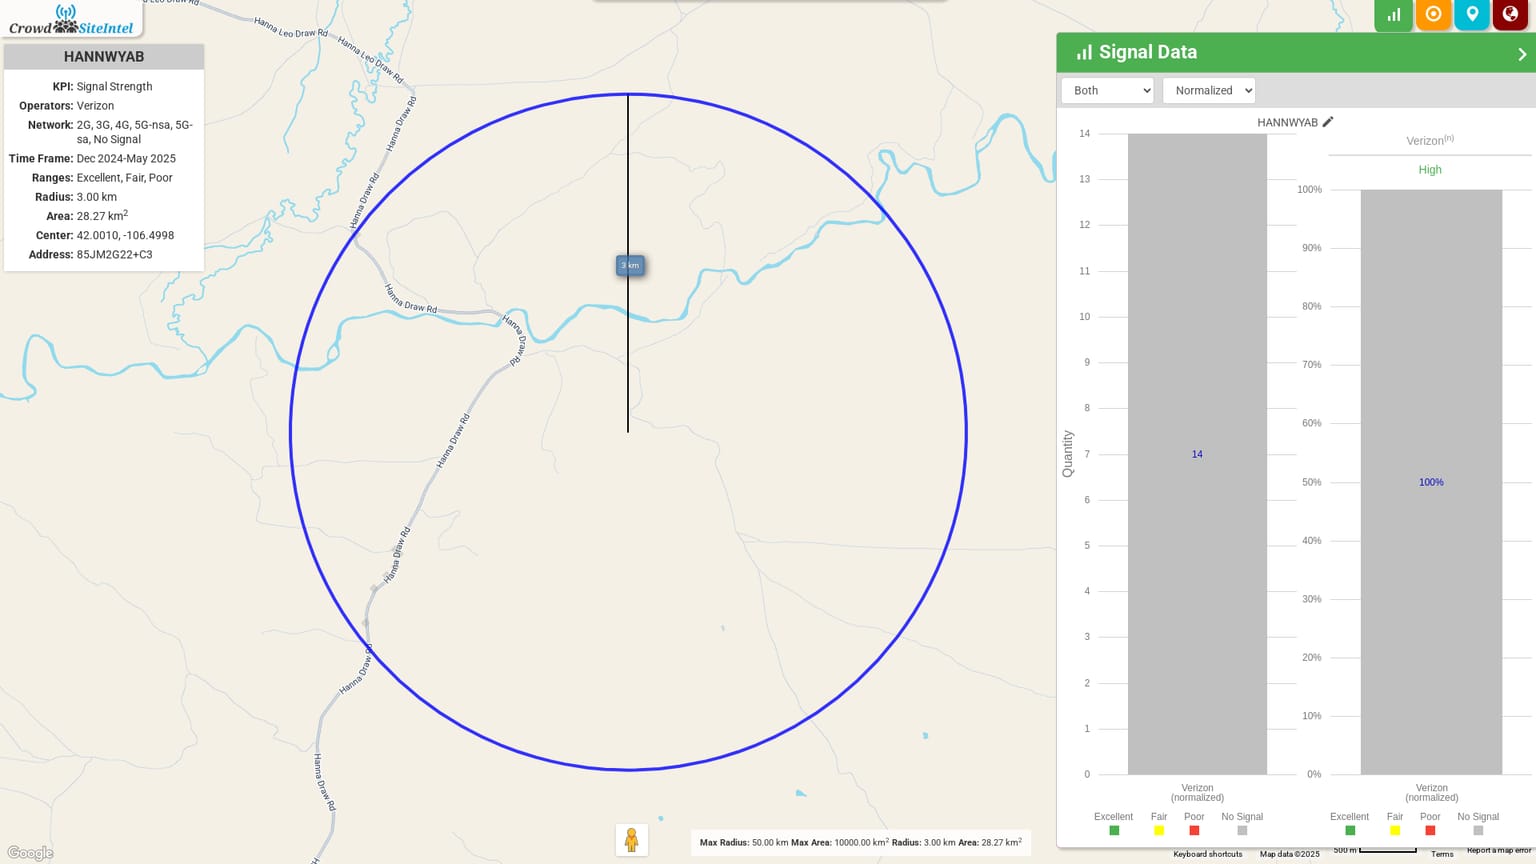 Crowd SiteIntel
HANNWYAB
KPI: Signal Strength
Operators: Verizon
Network: 2G, 3G, 4G, 5G-nsa, 5G-
sa, No Signal
Time Frame: Dec 2024-May 2025
Ranges: Excellent, Fair, Poor
Radius: 3.00 km
Area: 28.27 km2
Center: 42.0010, -106.4998
Address: 85JM2G22+C3
Leo Draw Rd
Hanna Leo Draw Rd
Hanna Leo Draw Rd
Hanna Draw Rd
Hanna Draw Rd
Hanna Draw Rd
Hanna Draw Rd
Hanna Draw Rd
Hanna Draw Rd
Hanna Draw Rd
Hanna Draw Rd
3 km
Google
Max Radius: 50.00 km Max Area: 10000.00 km2 Radius: 3.00 km Area: 28.27 km2
Signal Data
Both
Normalized
HANNWYAB
Quantity
14
13
12
11
10
9
8
7
6
5
4
3
2
1
0
14
Verizon
(normalized)
Excellent Fair Poor No Signal
Verizon(n)
High
100%
90%
80%
70%
60%
50%
40%
30%
20%
10%
0%
100%
Verizon
(normalized)
Excellent Fair Poor No Signal
Keyboard shortcuts
Map data ©2025
500 m
Terms
Report a map error